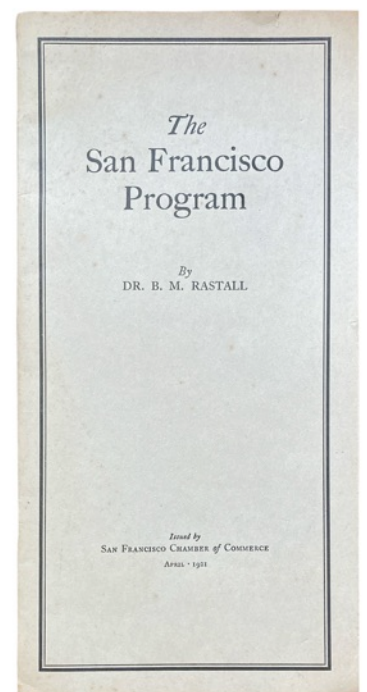 The
San Francisco
Program
By
DR. B. M. RASTALL
Issued by
SAN FRANCISCO CHAMBER of COMMERCE
APRIL · 1921